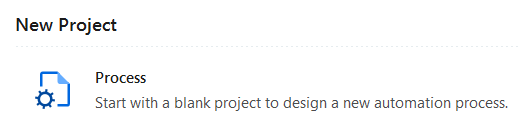 New Project
Process
Start with a blank project to design a new automation process.